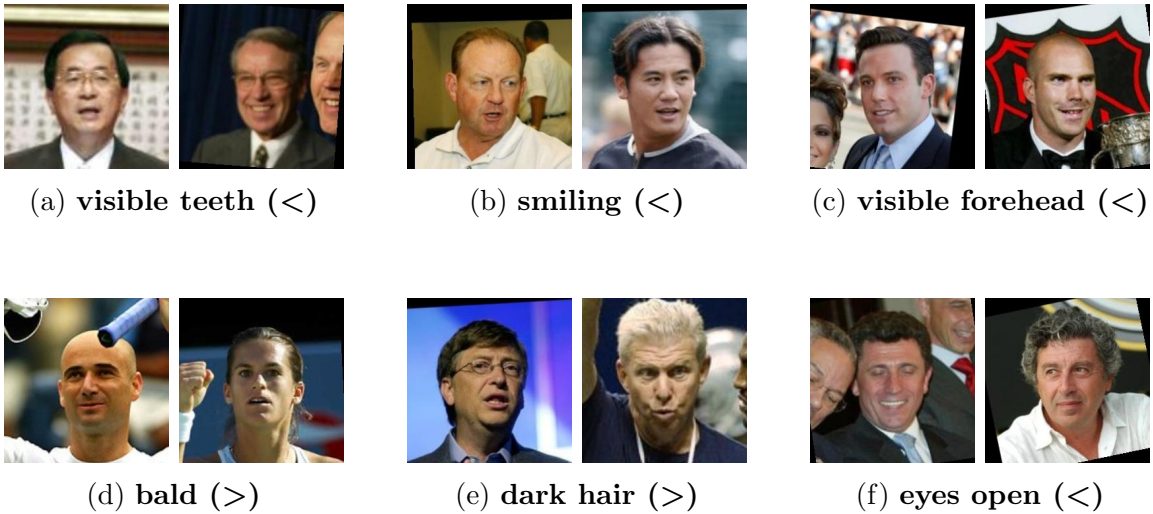 (a) visible teeth (<)
(b) smiling (<)
(c) visible forehead (<)
(d) bald (>)
(e) dark hair (>)
(f) eyes open (<)